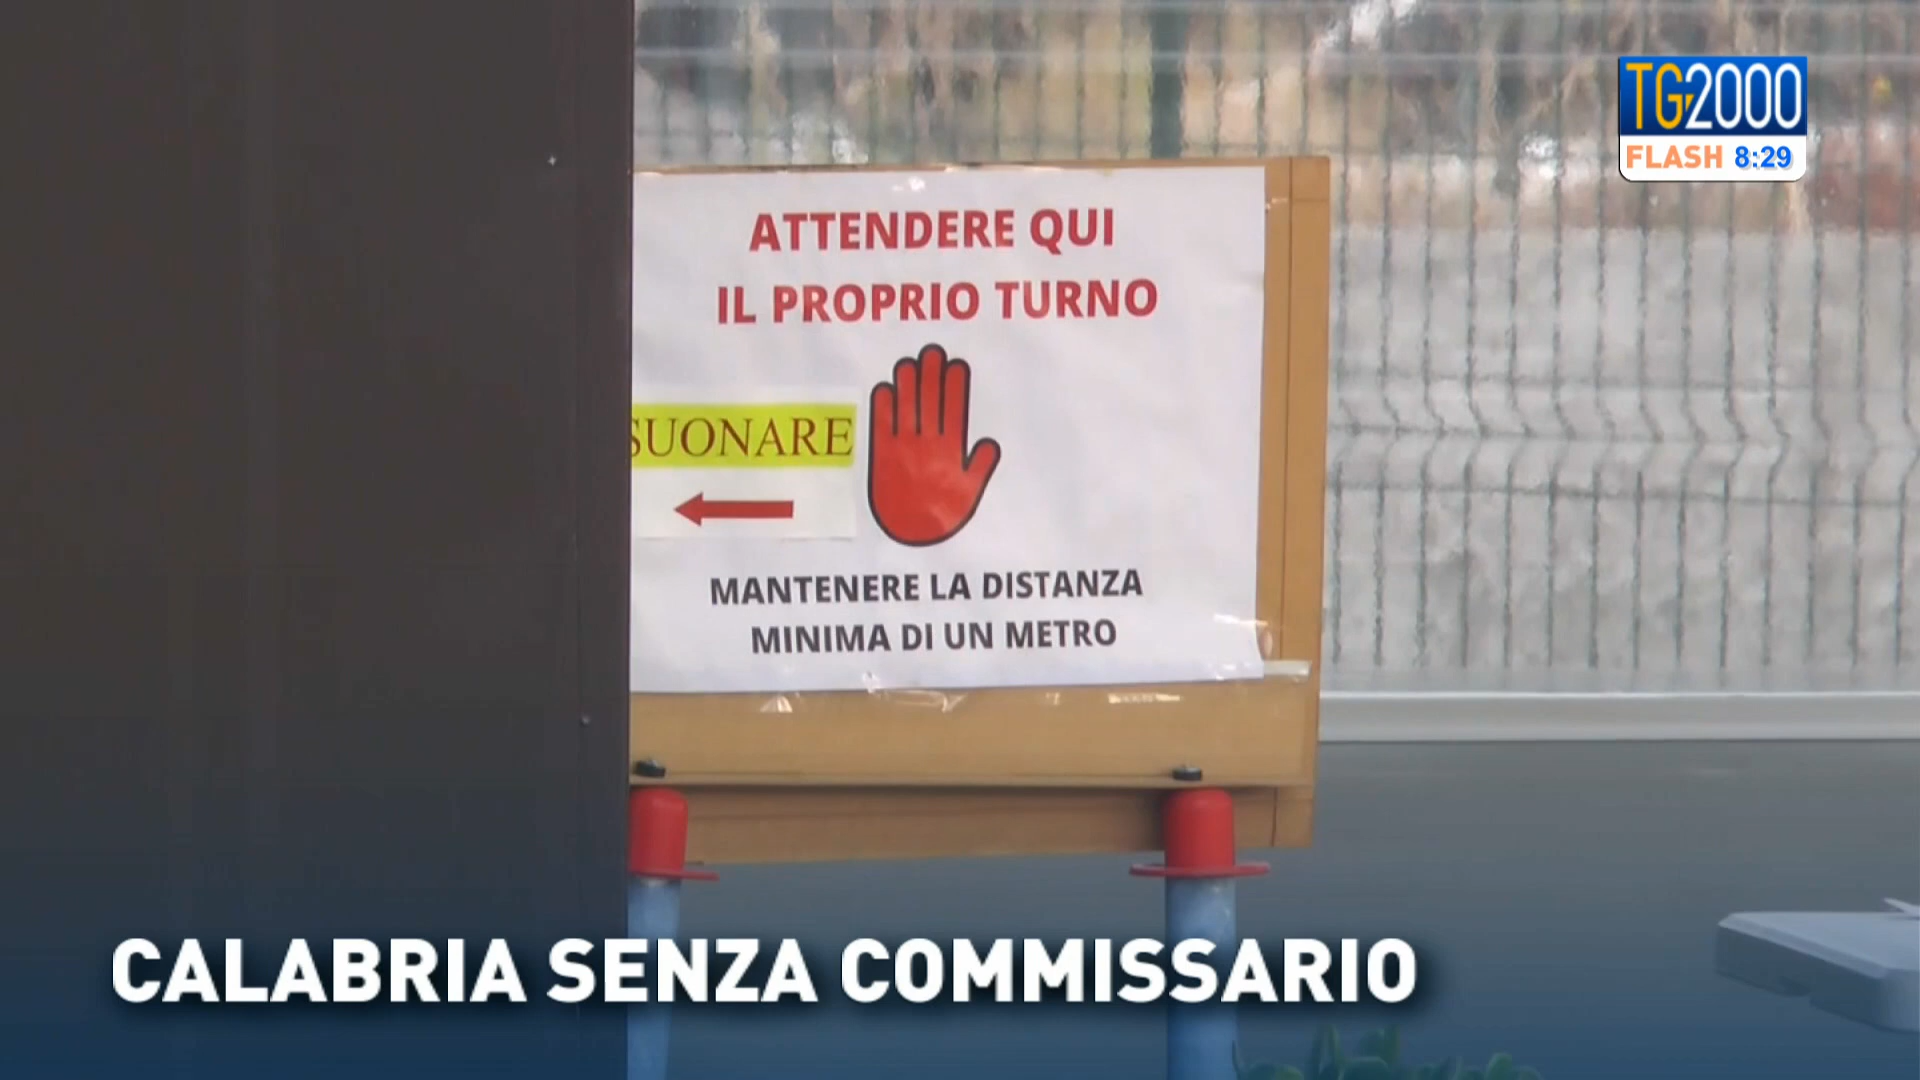 TG2000
FLASH 8:29
ATTENDERE QUI
IL PROPRIO TURNO
SUONARE
MANTENERE LA DISTANZA
MINIMA DI UN METRO
CALABRIA SENZA COMMISSARIO